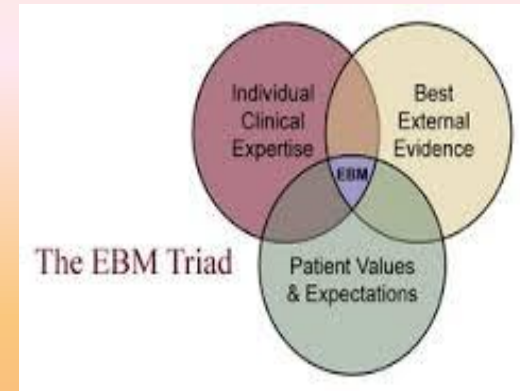 Individual
Clinical
Expertise
Best
External
Evidence
EBM
The EBM Triad
Patient Values
& Expectations